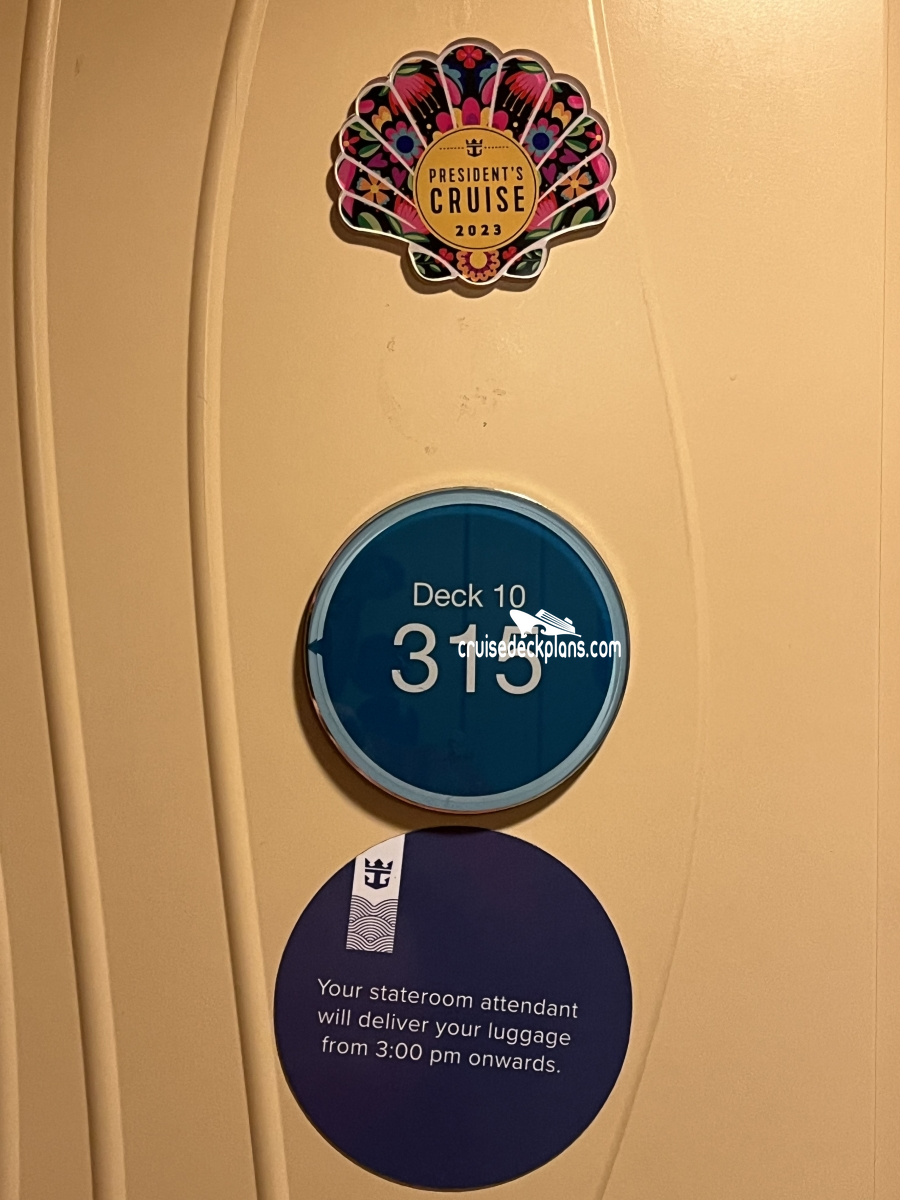 PRESIDENT'S
CRUISE
2023
Deck 10
315
cruisedeckplans.com
Your stateroom attendant
will deliver your luggage
from 3:00 pm onwards.